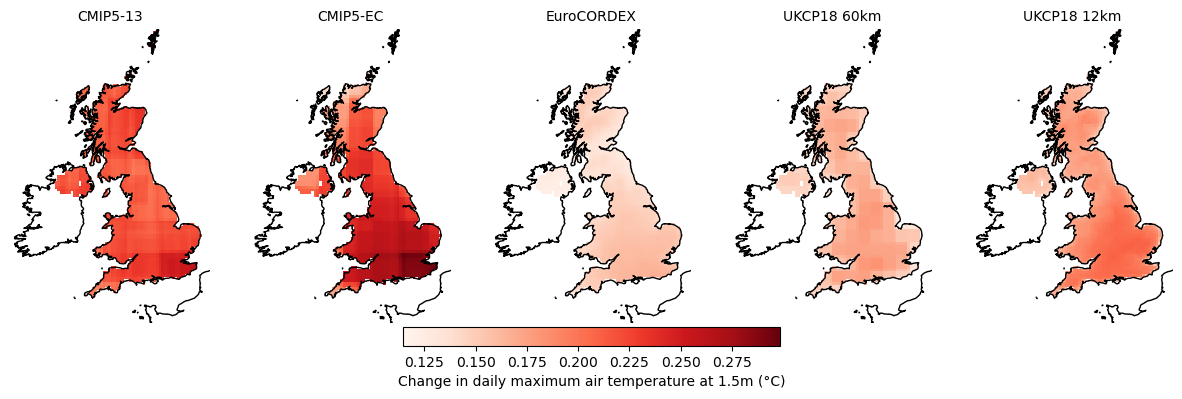 CMIP5-13
CMIP5-EC
EuroCORDEX
UKCP18 60km
UKCP18 12km
0.125 0.150 0.175 0.200 0.225 0.250 0.275
Change in daily maximum air temperature at 1.5m (°C)